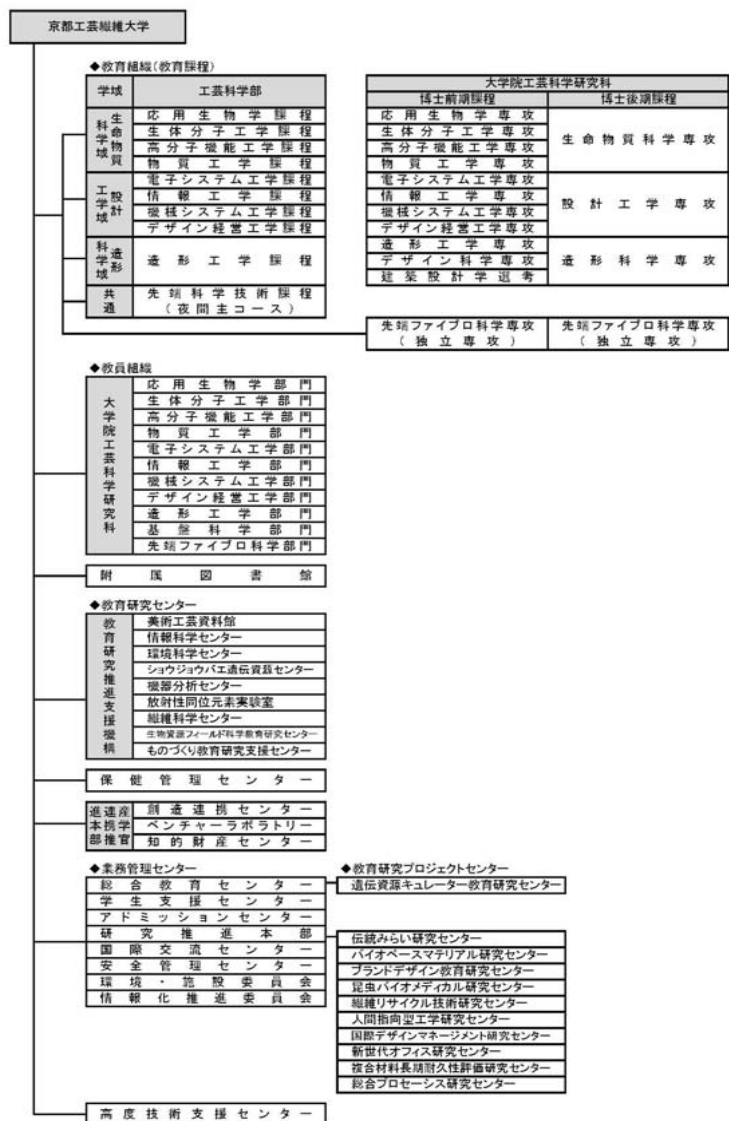 京都工芸繊維大学
◆教育組織(教育課程)
学域 工芸科学部
生命物質科学域
応用生物学課程
生体分子工学課程
高分子機能工学課程
物質工学課程
設計工学域
電子システム工学課程
情報工学課程
機械システム工学課程
デザイン経営工学課程
造形科学域
造形工学課程
共通
先端科学技術課程
(夜間主コース)
大学院工芸科学研究科
博士前期課程 博士後期課程
応用生物学専攻
生体分子工学専攻
高分子機能工学専攻
物質工学専攻
生命物質科学専攻
電子システム工学専攻
情報工学専攻
機械システム工学専攻
デザイン経営工学専攻
設計工学専攻
造形工学専攻
デザイン科学専攻
建築設計学選考
造形科学専攻
先端ファイブロ科学専攻 先端ファイブロ科学専攻
(独立専攻) (独立専攻)
◆教員組織
大学院工芸科学研究科
応用生物学部門
生体分子工学部門
高分子機能工学部門
物質工学部門
電子システム工学部門
情報工学部門
機械システム工学部門
デザイン経営工学部門
造形工学部門
基盤科学部門
先端ファイブロ科学部門
附属図書館
◆教育研究センター
教育研究推進支援機構
美術工芸資料館
情報科学センター
環境科学センター
ショウジョウバエ遺伝資源センター
機器分析センター
放射性同位元素実験室
繊維科学センター
生物資源フィールド科学教育研究センター
ものづくり教育研究支援センター
保健管理センター
産学官連携推進本部
創造連携センター
ベンチャーラボラトリー
知的財産センター
◆業務管理センター
総合教育センター
学生支援センター
アドミッションセンター
研究推進本部
国際交流センター
安全管理センター
環境・施設委員会
情報化推進委員会
◆教育研究プロジェクトセンター
遺伝資源キュレーター教育研究センター
伝統みらい研究センター
バイオベースマテリアル研究センター
ブランドデザイン教育研究センター
昆虫バイオメディカル研究センター
繊維リサイクル技術研究センター
人間指向型工学研究センター
国際デザインマネージメント研究センター
新世代オフィス研究センター
複合材料長期耐久性評価研究センター
総合プロセーシス研究センター
高度技術支援センター